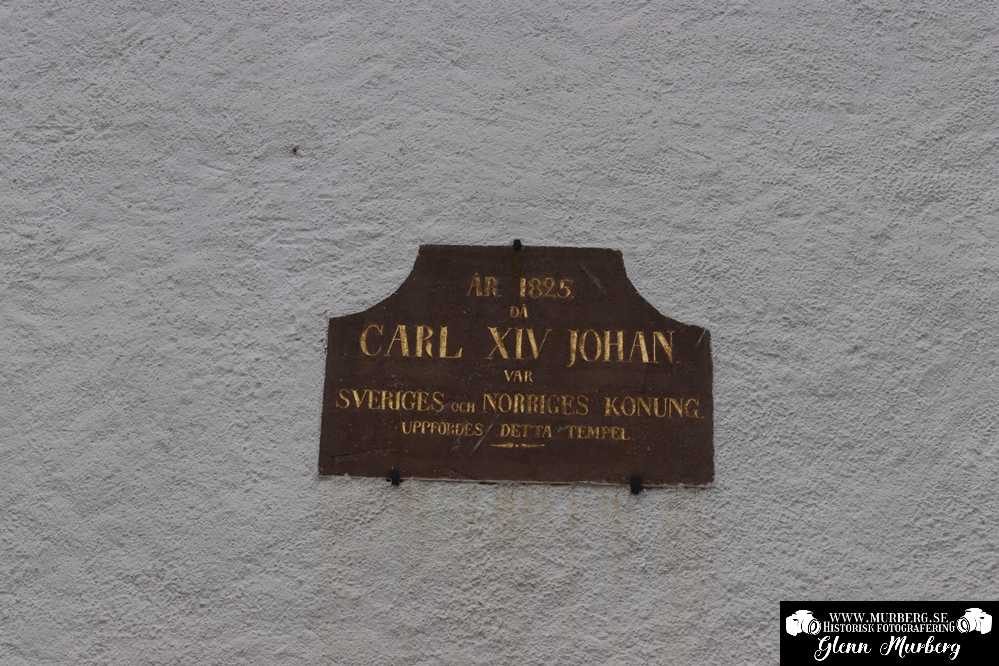 ÅR 1825.
DÅ
CARL XIV JOHAN
VAR
SVERIGES OCH NORRIGES KONUNG.
UPPFÖRDES DETTA TEMPEL.
WWW.MURBERG.SE
HISTORISK FOTOGRAFERING
Glenn Murberg